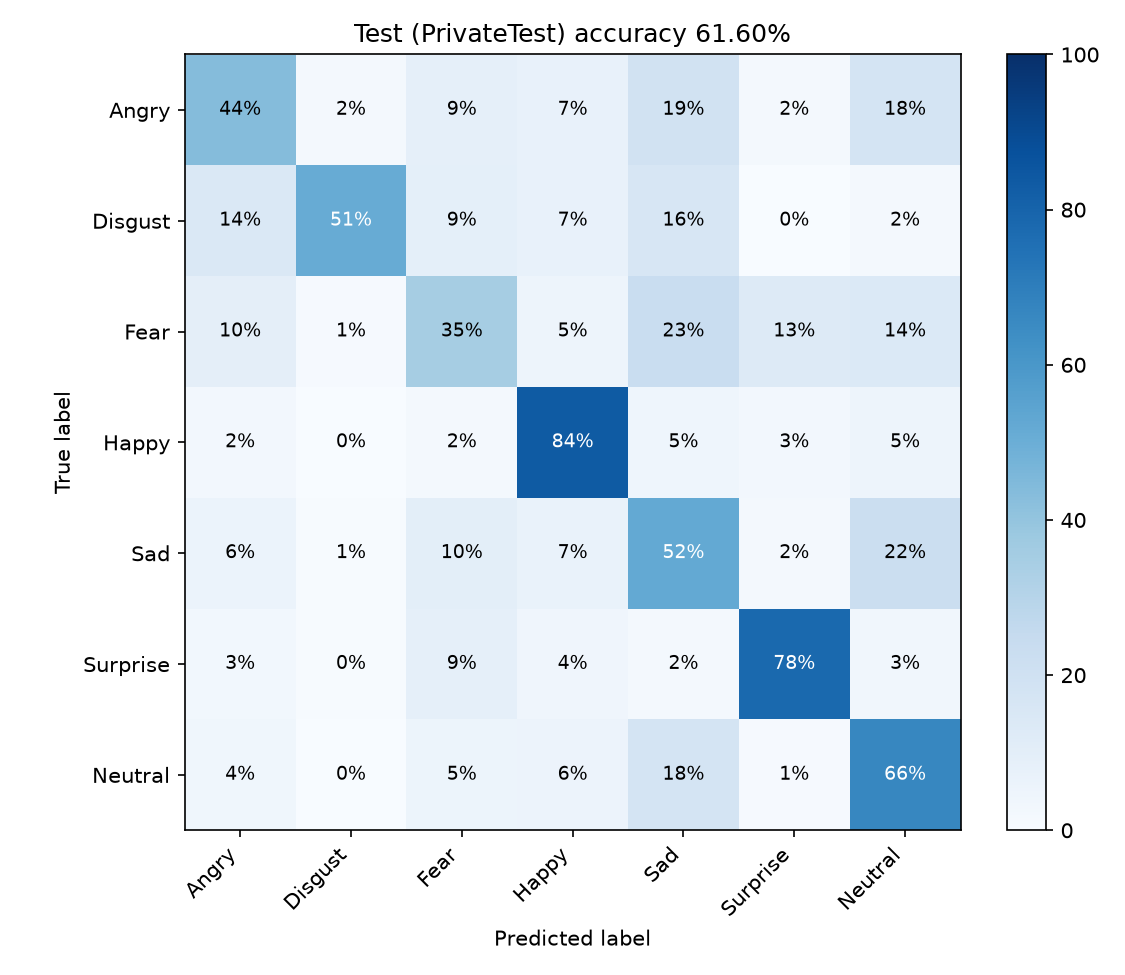 Test (PrivateTest) accuracy 61.60%
Angry 44% 2% 9% 7% 19% 2% 18%
Disgust 14% 51% 9% 7% 16% 0% 2%
Fear 10% 1% 35% 5% 23% 13% 14%
Happy 2% 0% 2% 84% 5% 3% 5%
Sad 6% 1% 10% 7% 52% 2% 22%
Surprise 3% 0% 9% 4% 2% 78% 3%
Neutral 4% 0% 5% 6% 18% 1% 66%
True label
Angry Disgust Fear Happy Sad Surprise Neutral
Predicted label
100
80
60
40
20
0